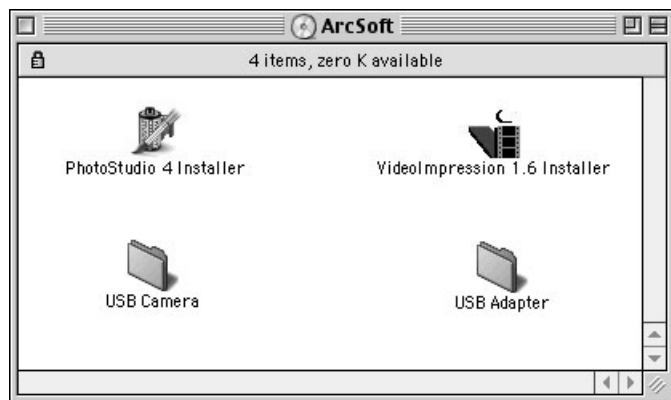 ArcSoft
4 items, zero K available
PhotoStudio 4 Installer
VideoImpression 1.6 Installer
USB Camera
USB Adapter